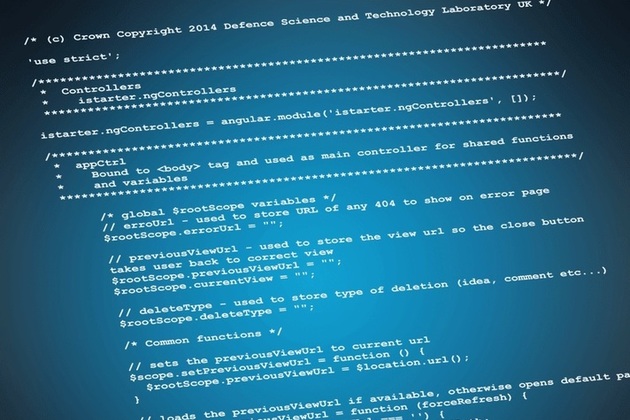 /* (c) Crown Copyright 2014 Defence Science and Technology Laboratory UK */
'use strict';
/***********************************************************************
* Controllers
* istarter.ngControllers
***********************************************************************/
istarter.ngControllers = angular.module('istarter.ngControllers', []);
/***********************************************************************
* appCtrl
* Bound to <body> tag and used as main controller for shared functions
* and variables
***********************************************************************/
/* global $rootScope variables */
// erroUrl - used to store URL of any 404 to show on error page
$rootScope.errorUrl = "";
// previousViewUrl - used to store the view url so the close button
takes user back to correct view
$rootScope.previousViewUrl = "";
$rootScope.currentView = "";
// deleteType - used to store type of deletion (idea, comment etc...)
$rootScope.deleteType = "";
/* Common functions */
// sets the previousViewUrl to current url
$scope.setPreviousViewUrl = function () {
$rootScope.previousViewUrl = $location.url();
}
// loads the previousViewUrl if available, otherwise opens default pa
previousViewUrl = function (forceRefresh) {
=== '') {